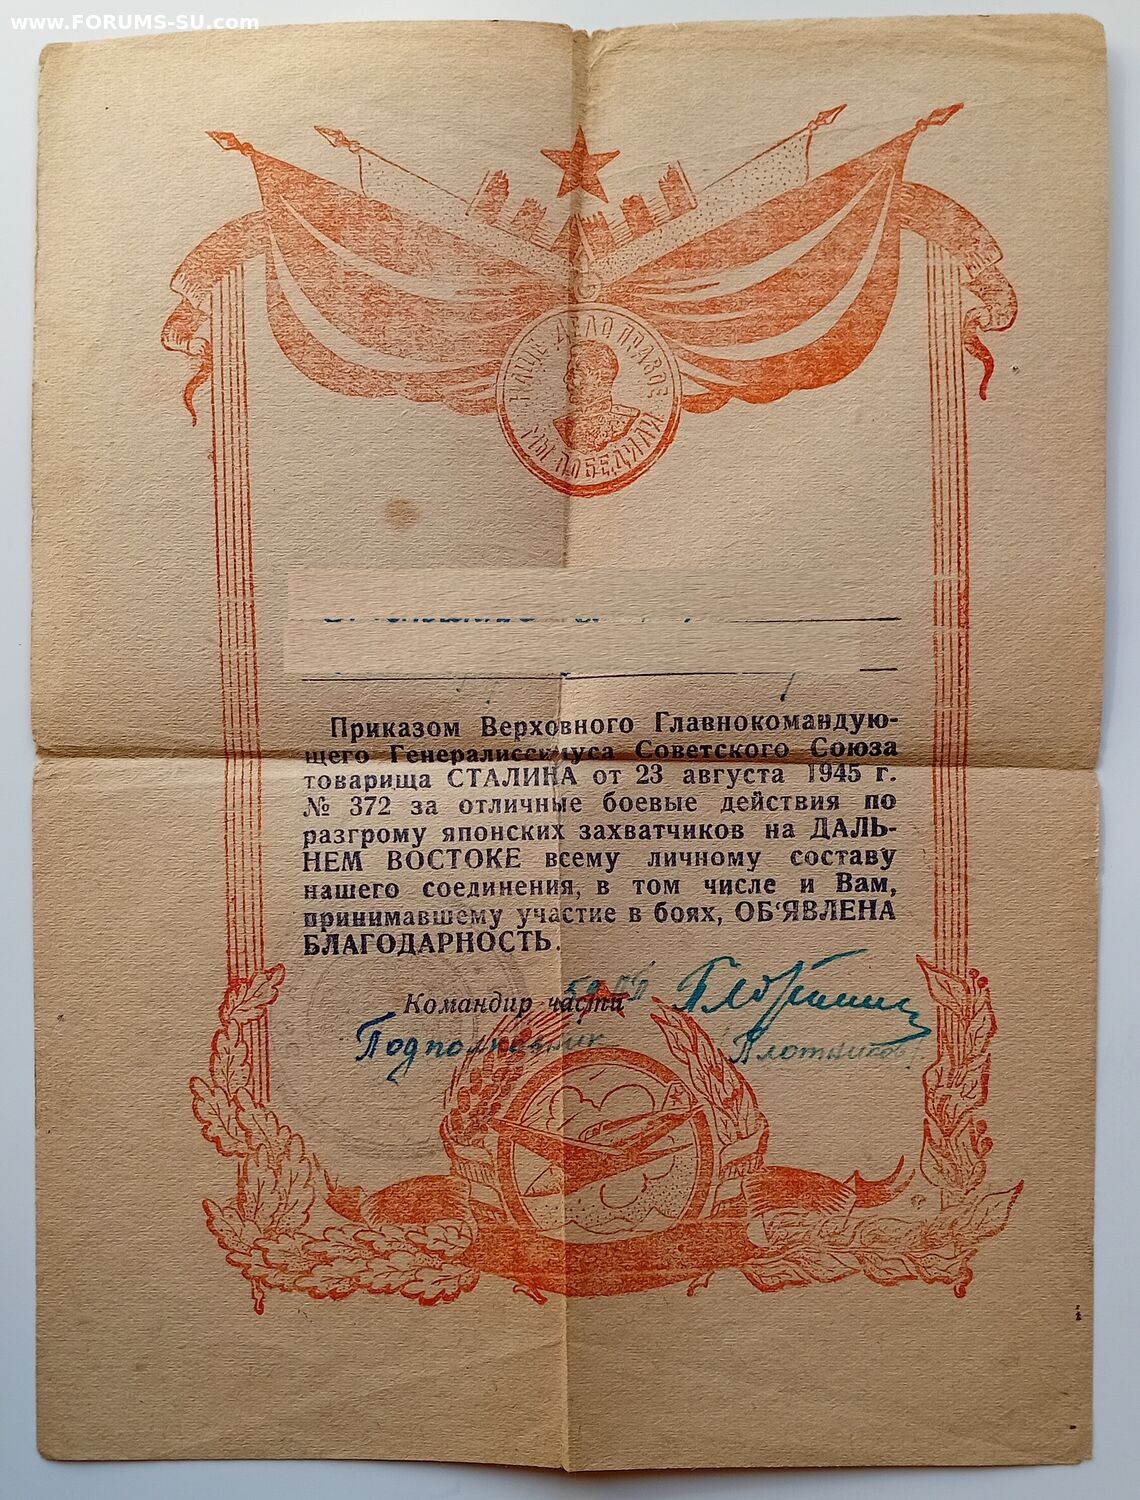 www.FORUMS-SU.com
НАШЕ ДЕЛО ПРАВОЕ
МЫ ПОБЕДИЛИ
Приказом Верховного Главнокомандую-
щего Генералиссимуса Советского Союза
товарища СТАЛИНА от 23 августа 1945 г.
№ 372 за отличные боевые действия по
разгрому японских захватчиков на ДАЛЬ-
НЕМ ВОСТОКЕ всему личному составу
нашего соединения, в том числе и Вам,
принимавшему участие в боях, ОБ'ЯВЛЕНА
БЛАГОДАРНОСТЬ.
Командир части
Подполковник
/Плотников/